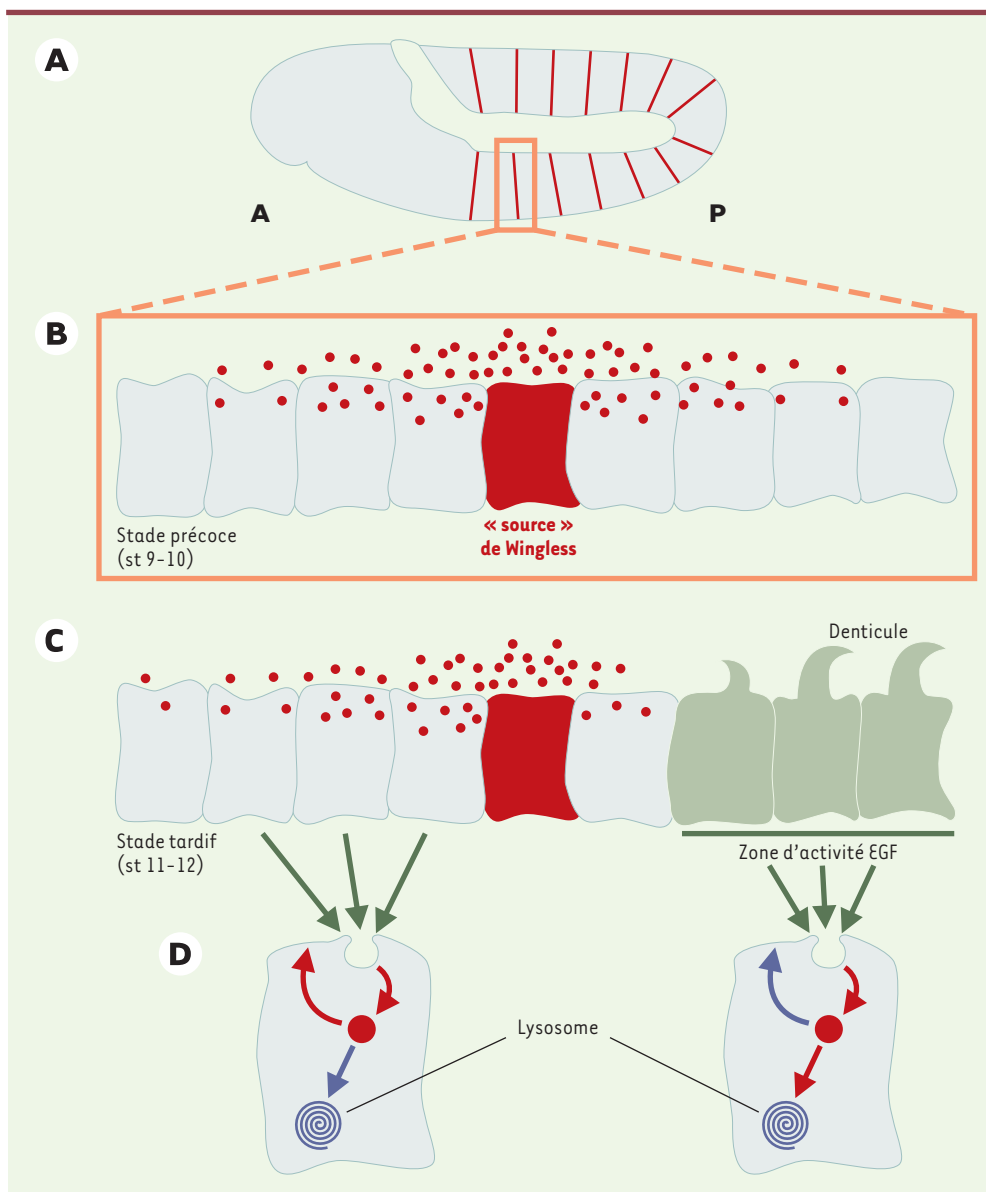 A
A
P
B
Stade précoce
(st 9-10)
« source »
de Wingless
C
Denticule
Stade tardif
(st 11-12)
Zone d'activité EGF
D
Lysosome